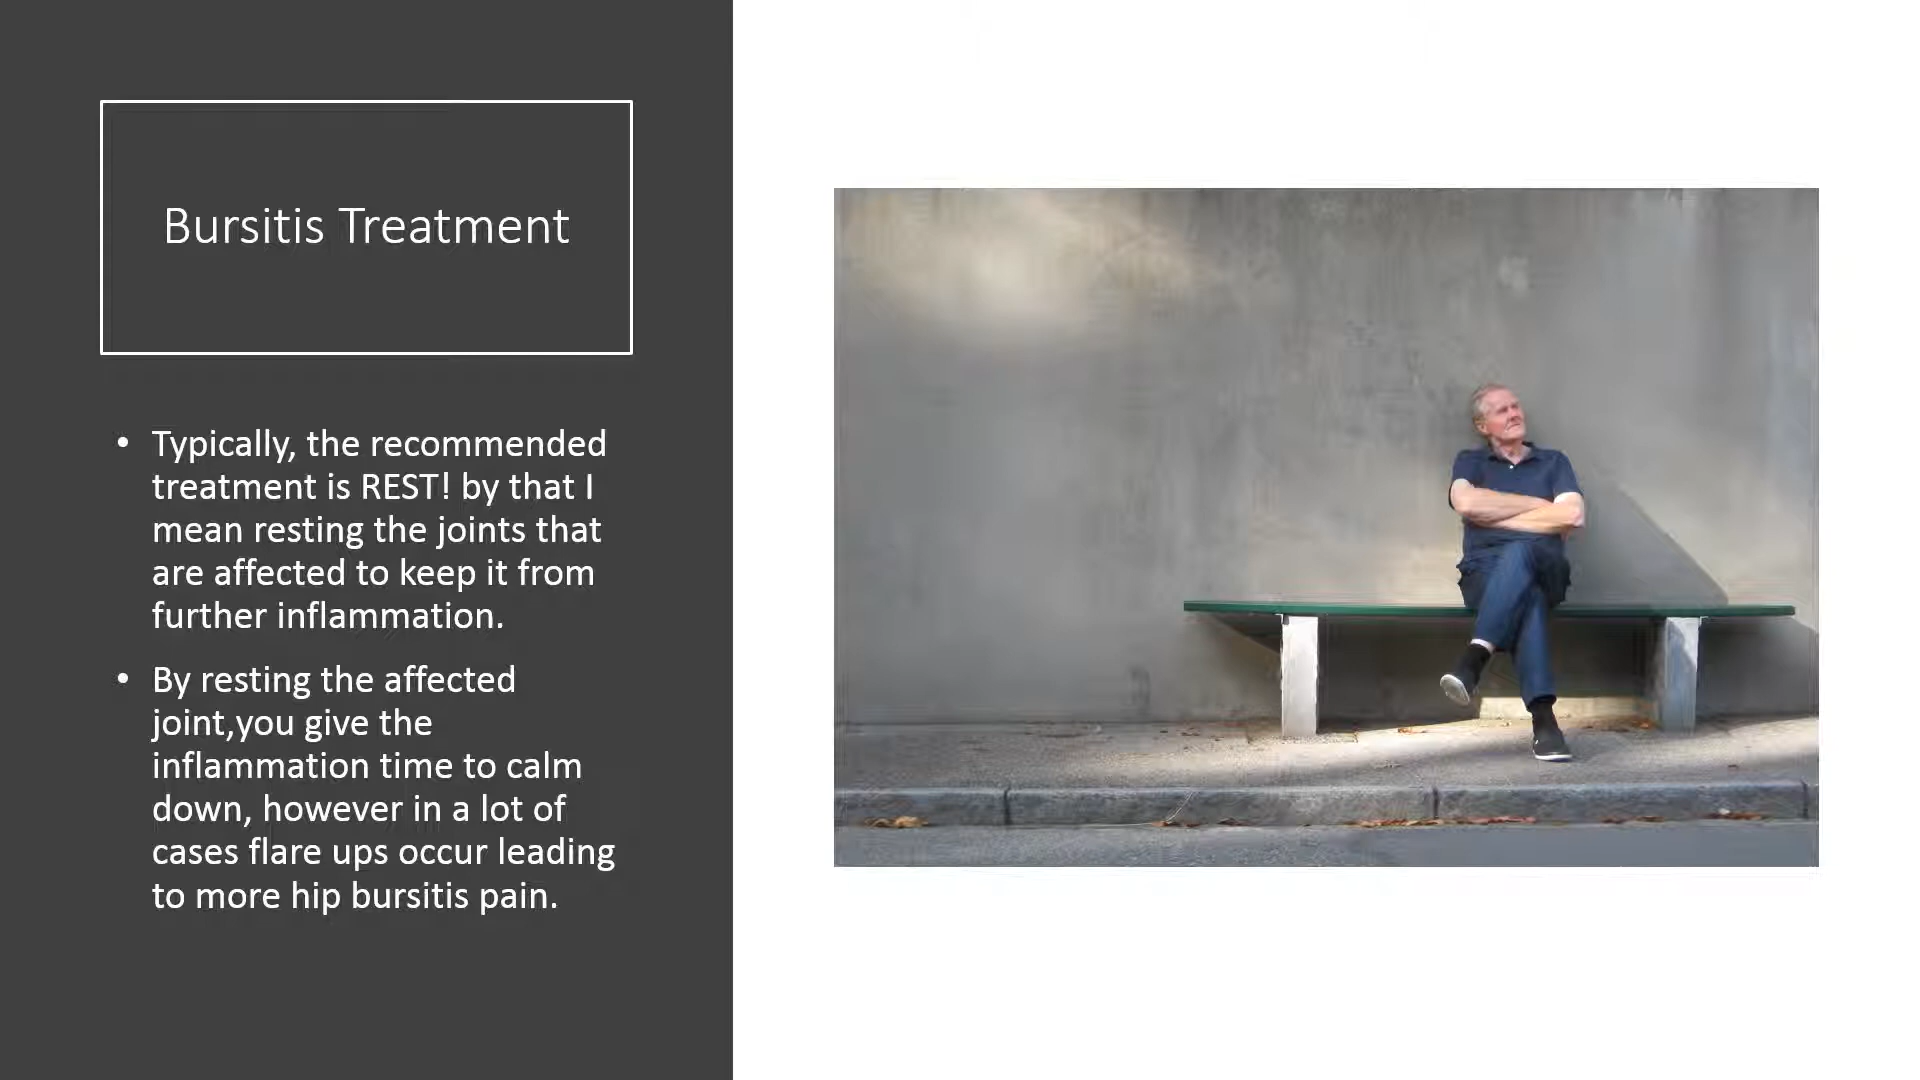 Bursitis Treatment
• Typically, the recommended
treatment is REST! by that I
mean resting the joints that
are affected to keep it from
further inflammation.
• By resting the affected
joint,you give the
inflammation time to calm
down, however in a lot of
cases flare ups occur leading
to more hip bursitis pain.